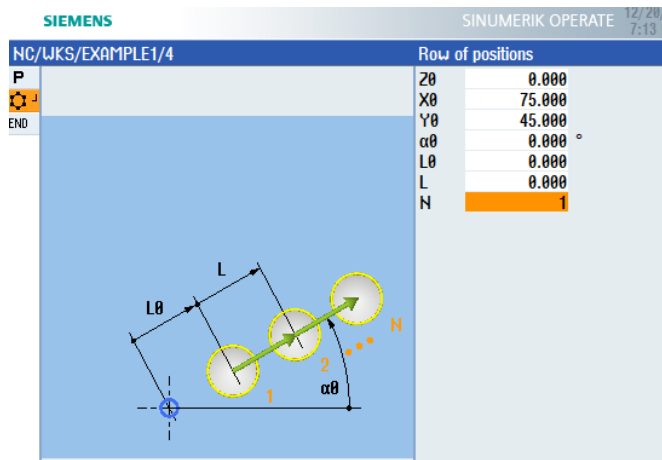 SIEMENS
SINUMERIK OPERATE
12/20/
7:13
NC/WKS/EXAMPLE1/4
Row of positions
P
END
Z0 0.000
X0 75.000
Y0 45.000
α0 0.000 °
L0 0.000
L 0.000
N 1
L
L0
N
2
1
α0